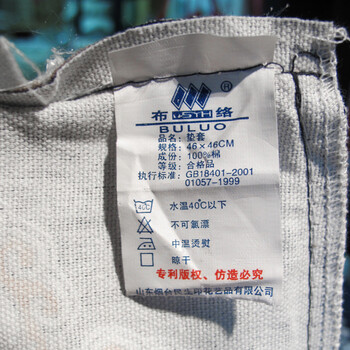 布 络
®
BULUO
品名: 垫套
规格: 46×46CM
成份: 100%棉
等级: 合格品
执行标准: GB18401-2001
01057-1999
水温40℃以下
不可氯漂
中温熨烫
晾干
专利版权、仿造必究